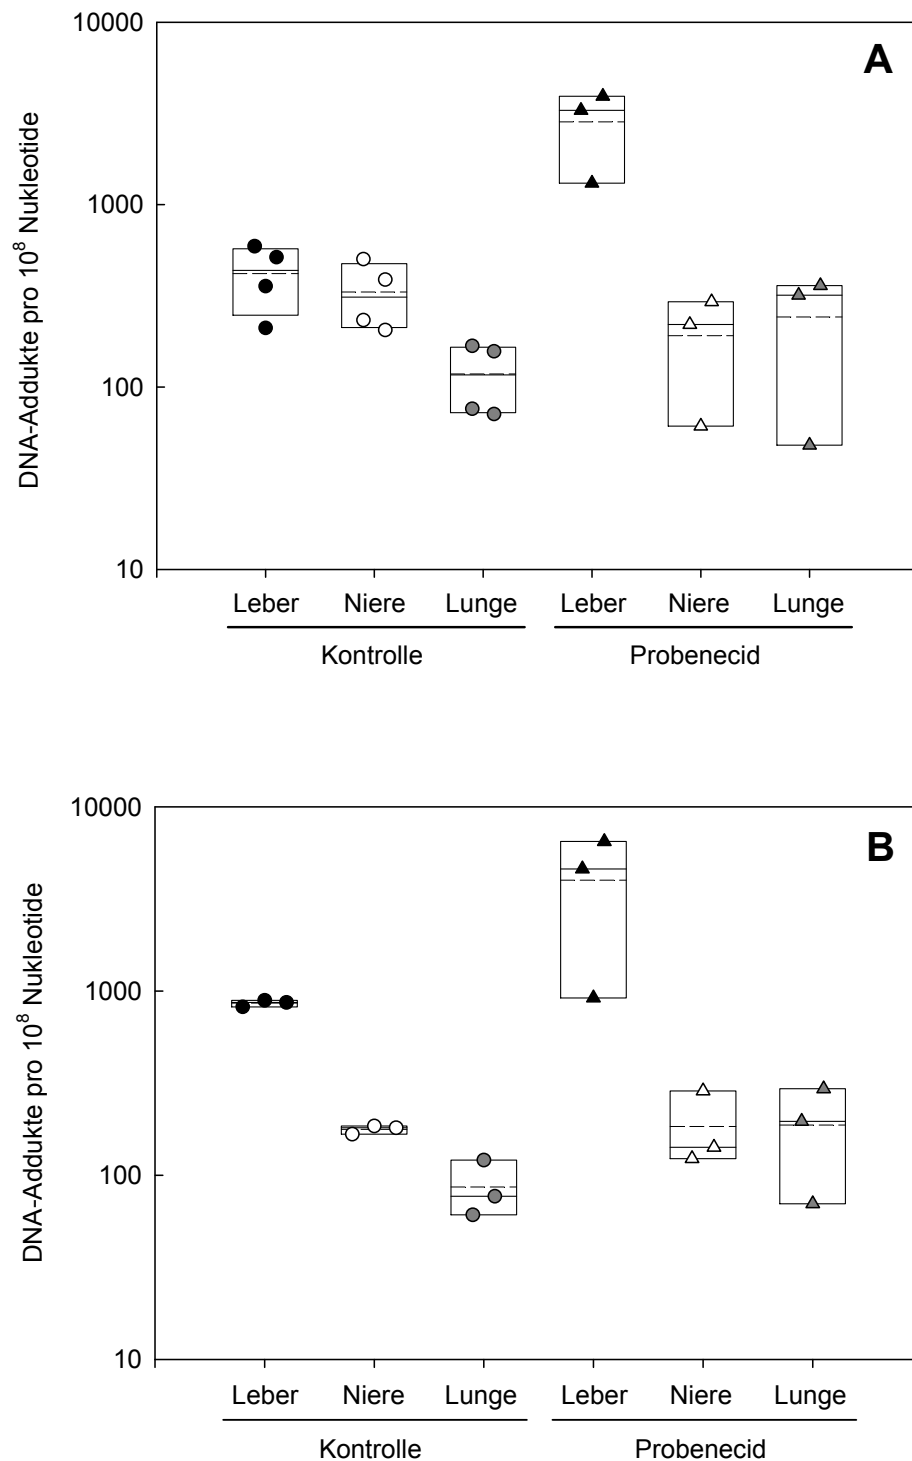 A
DNA-Addukte pro 10⁸ Nukleotide
10000
1000
100
10
Leber Niere Lunge Leber Niere Lunge
Kontrolle Probenecid
B
DNA-Addukte pro 10⁸ Nukleotide
10000
1000
100
10
Leber Niere Lunge Leber Niere Lunge
Kontrolle Probenecid